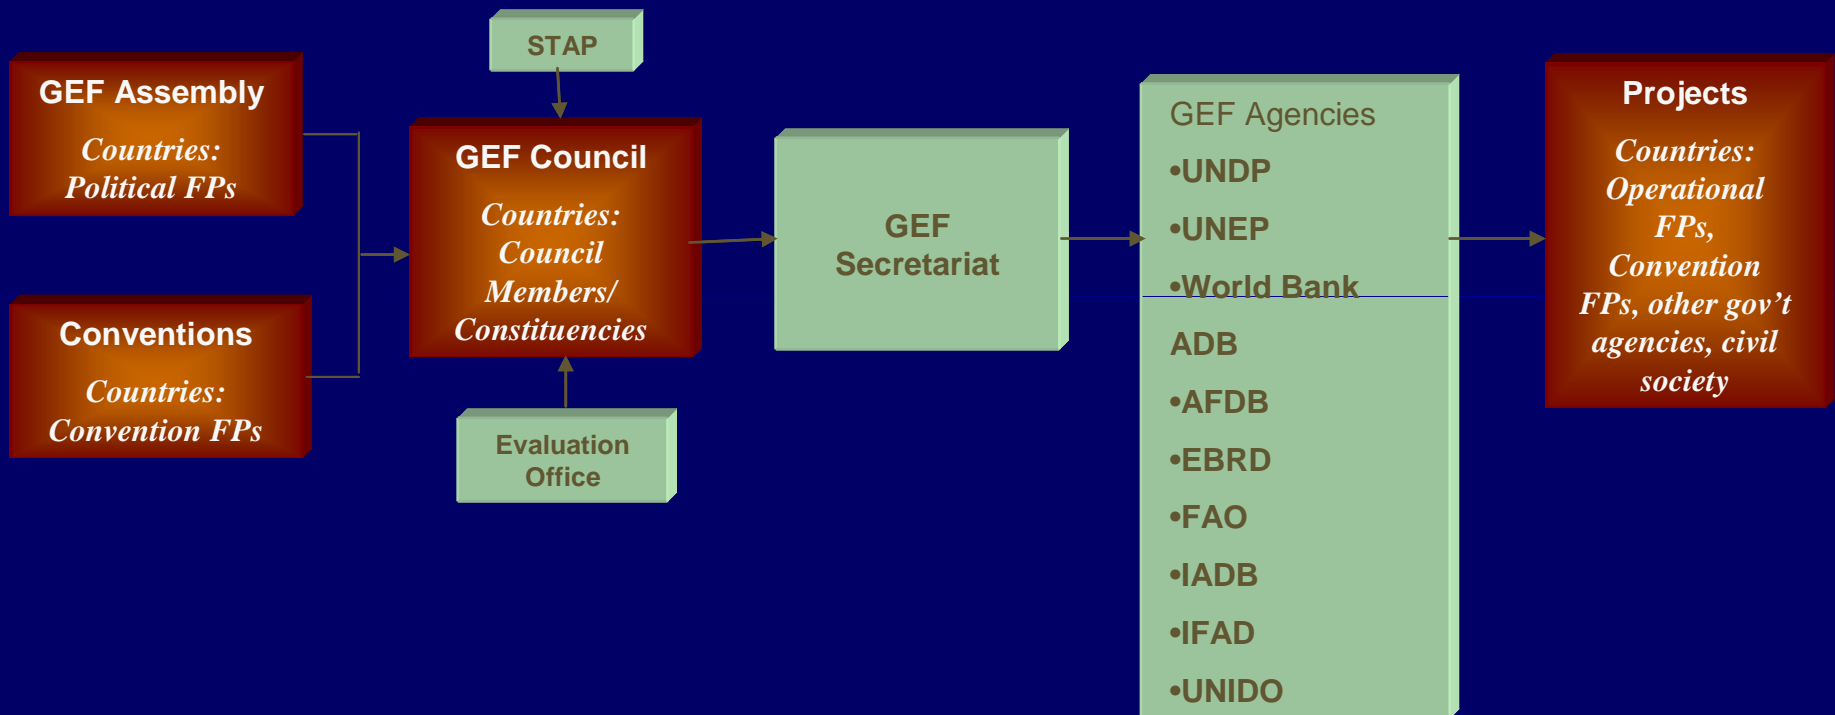 GEF Assembly
Countries:
Political FPs
Conventions
Countries:
Convention FPs
STAP
GEF Council
Countries:
Council
Members/
Constituencies
Evaluation
Office
GEF
Secretariat
GEF Agencies
•UNDP
•UNEP
•World Bank
ADB
•AFDB
•EBRD
•FAO
•IADB
•IFAD
•UNIDO
Projects
Countries:
Operational
FPs,
Convention
FPs, other gov’t
agencies, civil
society